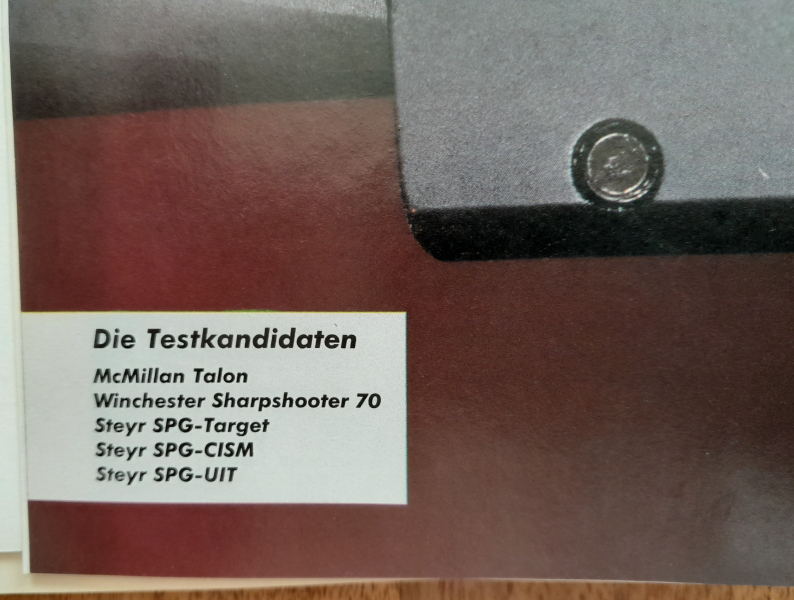 Die Testkandidaten
McMillan Talon
Winchester Sharpshooter 70
Steyr SPG-Target
Steyr SPG-CISM
Steyr SPG-UIT